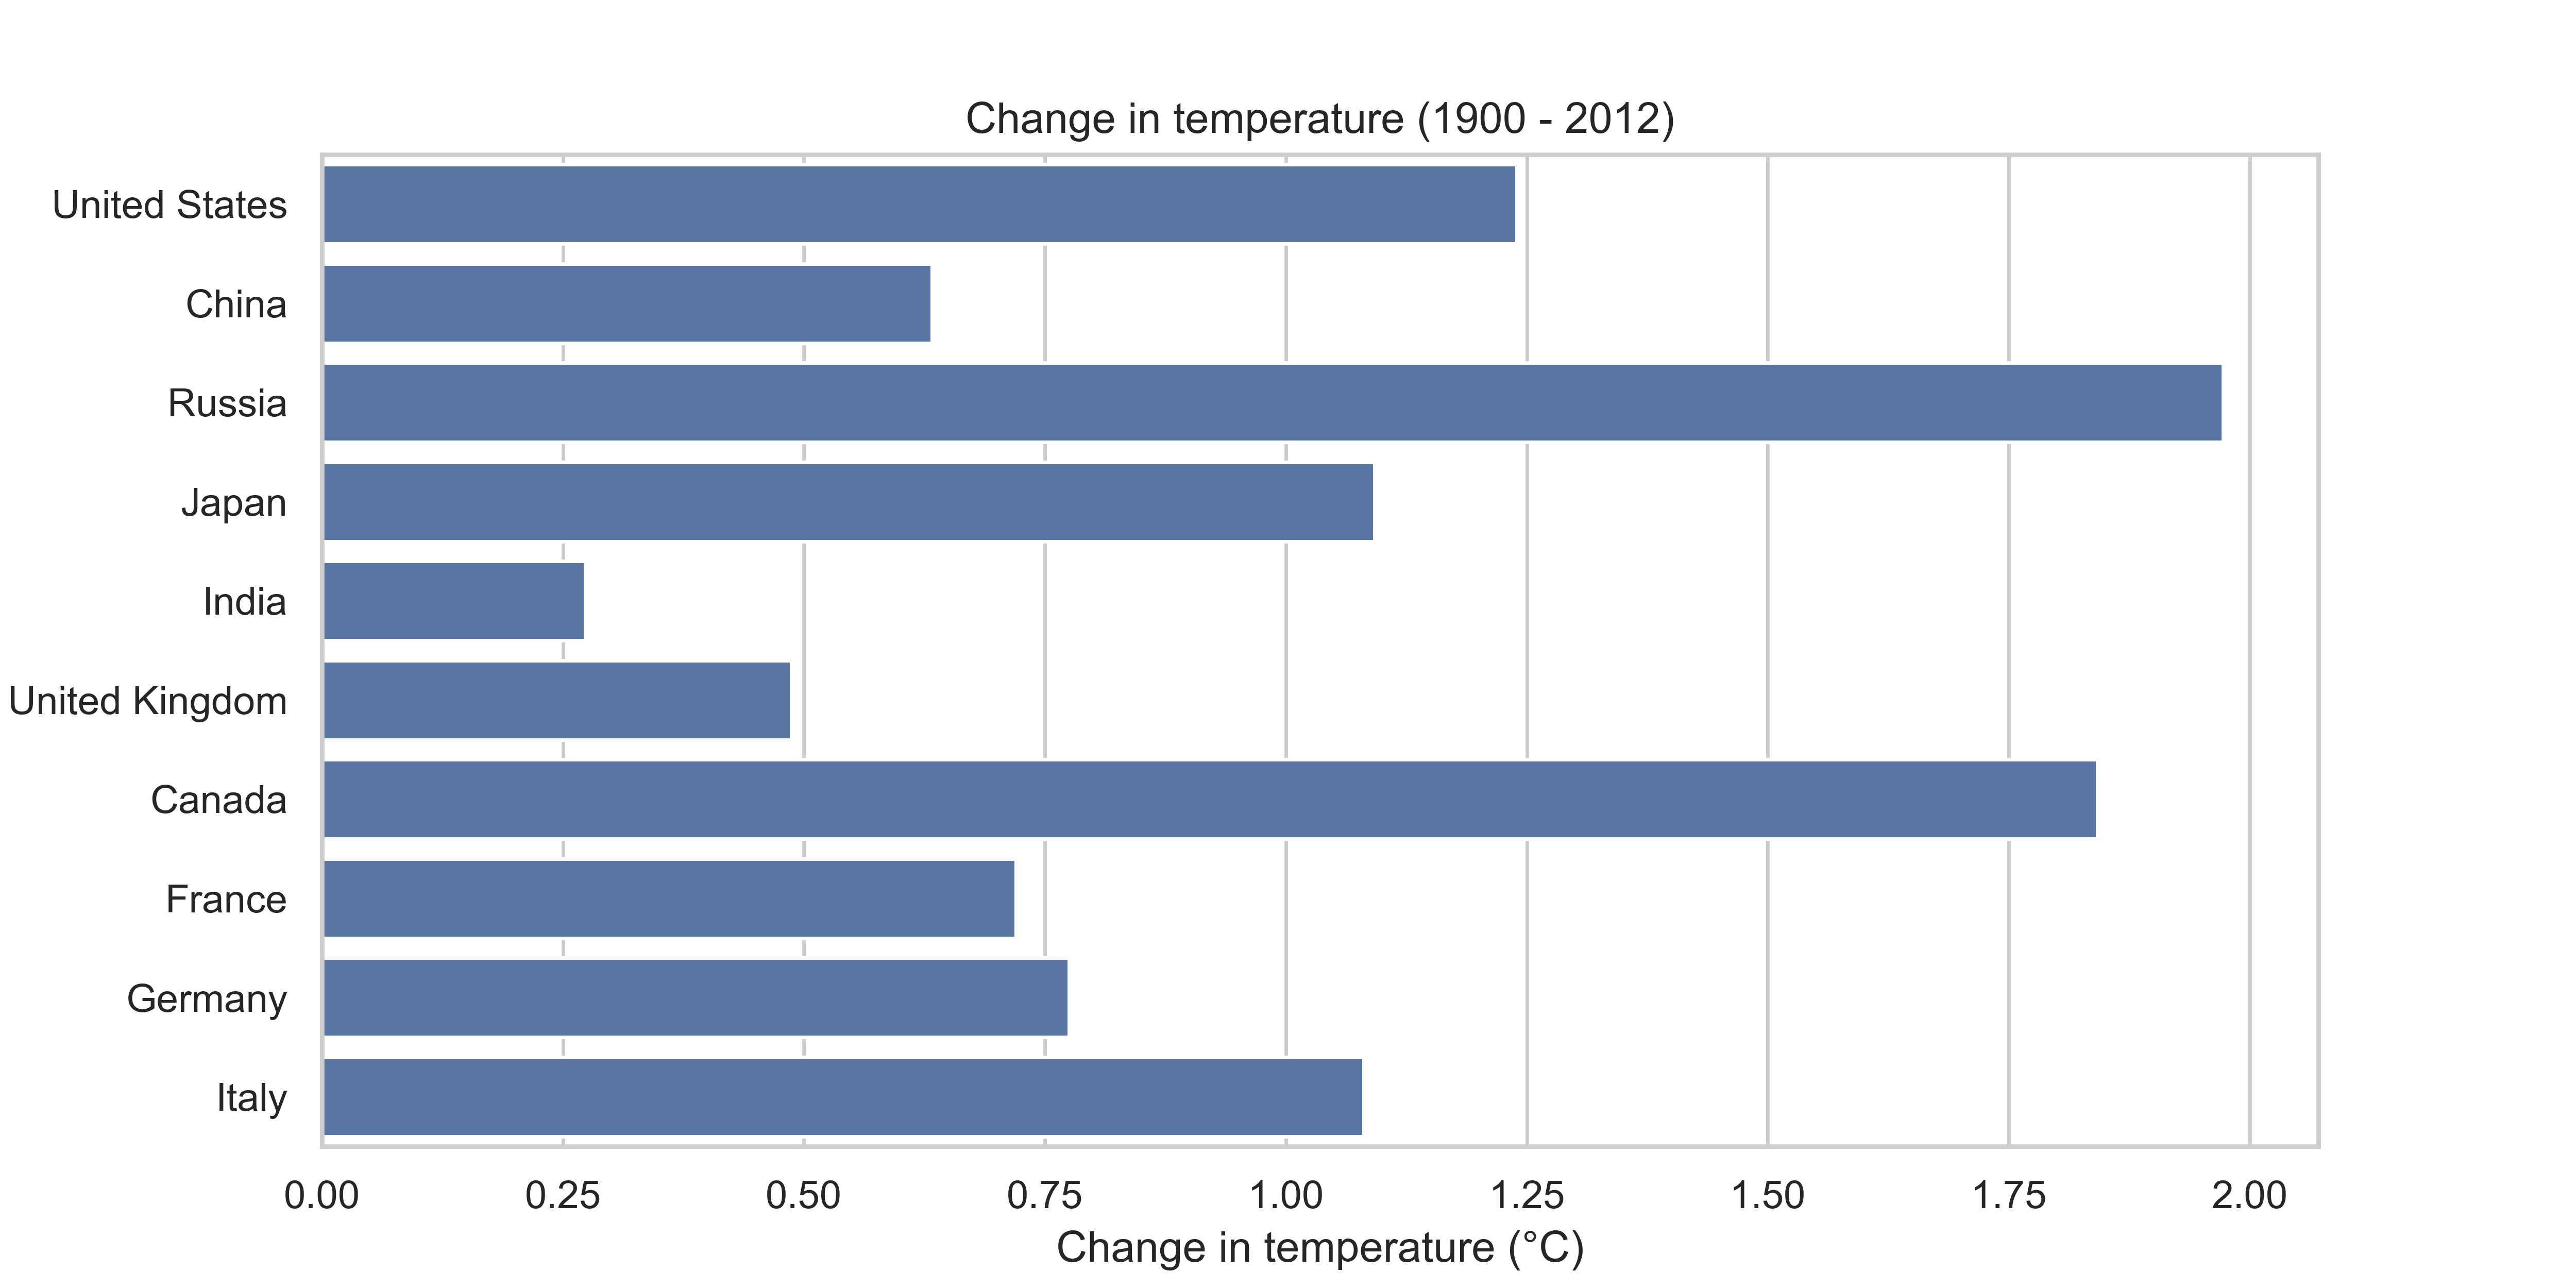 Change in temperature (1900 - 2012)
United States
China
Russia
Japan
India
United Kingdom
Canada
France
Germany
Italy
0.00 0.25 0.50 0.75 1.00 1.25 1.50 1.75 2.00
Change in temperature (°C)